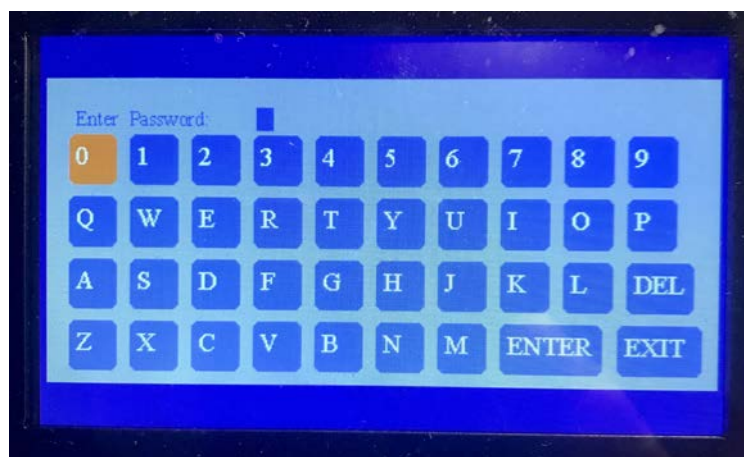 Enter Password:
0 1 2 3 4 5 6 7 8 9
Q W E R T Y U I O P
A S D F G H J K L DEL
Z X C V B N M ENTER EXIT